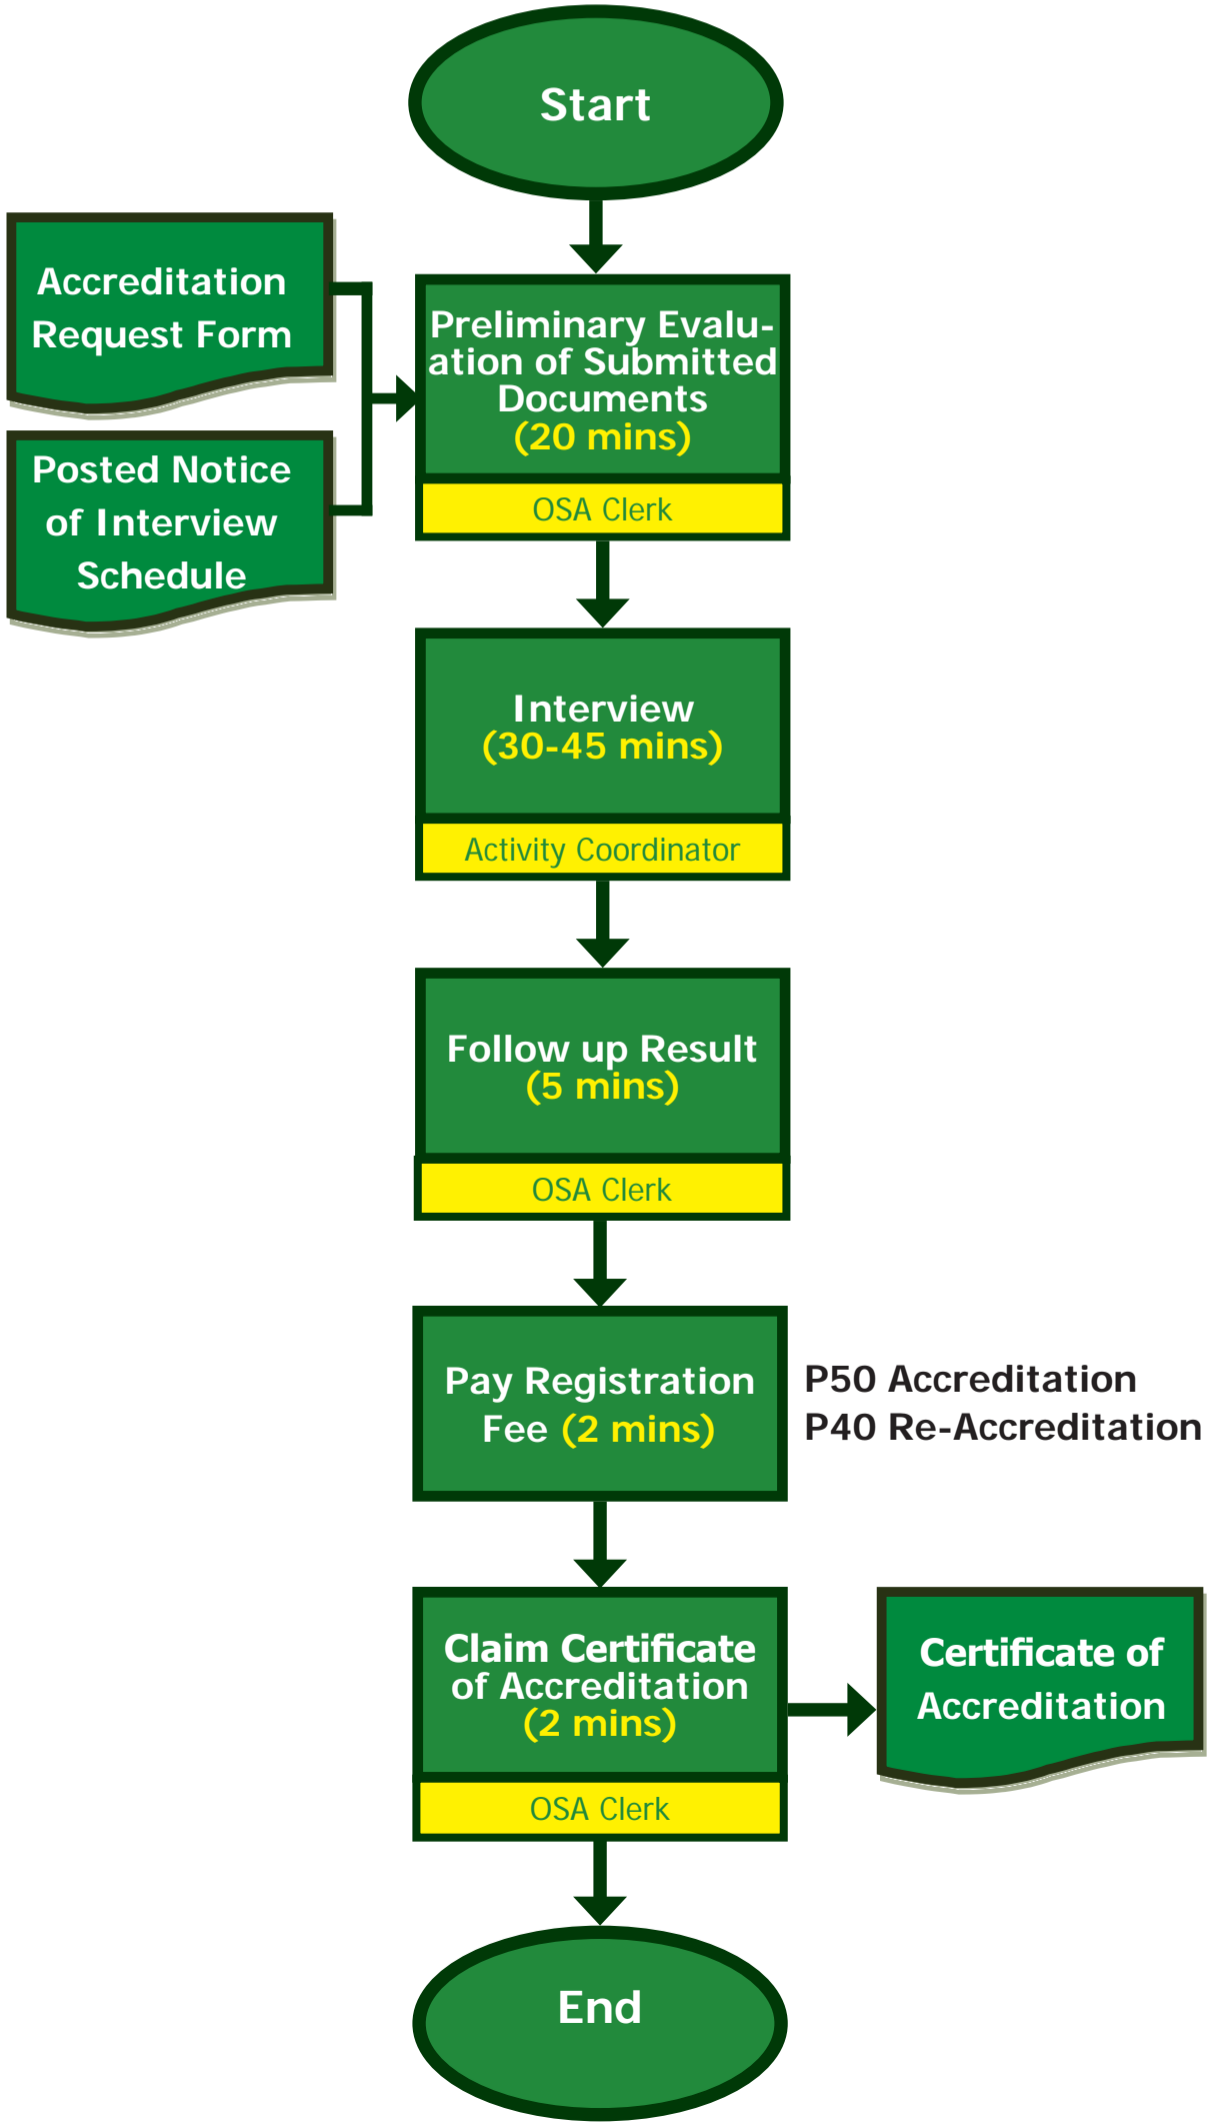 Start
Accreditation
Request Form
Posted Notice
of Interview
Schedule
Preliminary Evalu-
ation of Submitted
Documents
(20 mins)
OSA Clerk
Interview
(30-45 mins)
Activity Coordinator
Follow up Result
(5 mins)
OSA Clerk
Pay Registration
Fee (2 mins)
P50 Accreditation
P40 Re-Accreditation
Claim Certificate
of Accreditation
(2 mins)
OSA Clerk
Certificate of
Accreditation
End